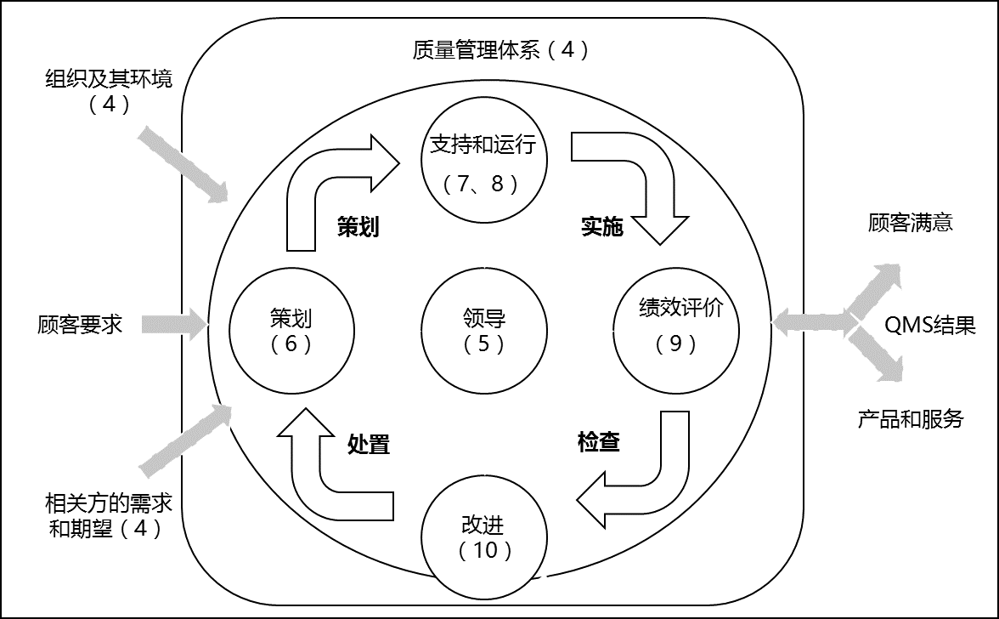 质量管理体系（4）
组织及其环境
（4）
支持和运行
（7、8）
策划
实施
顾客满意
顾客要求
策划
（6）
领导
（5）
绩效评价
（9）
QMS结果
处置
检查
产品和服务
相关方的需求
和期望（4）
改进
（10）